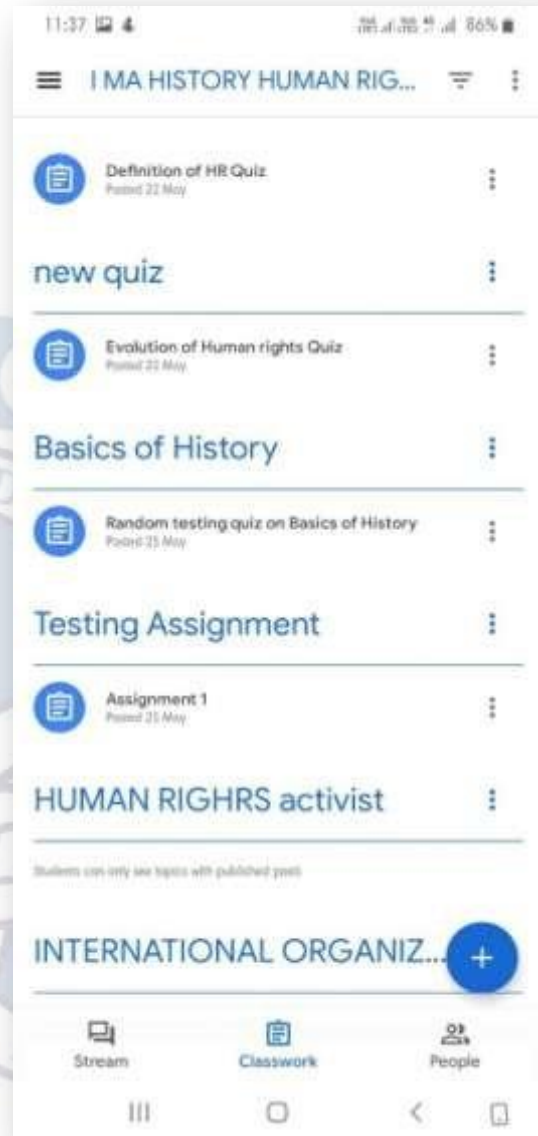 11:37
86%
I MA HISTORY HUMAN RIG...
Definition of HR Quiz
Posted 22 May
new quiz
Evolution of Human rights Quiz
Posted 22 May
Basics of History
Random testing quiz on Basics of History
Posted 25 May
Testing Assignment
Assignment 1
Posted 25 May
HUMAN RIGHRS activist
Students can only see topics with published posts
INTERNATIONAL ORGANIZ...
Stream
Classwork
People